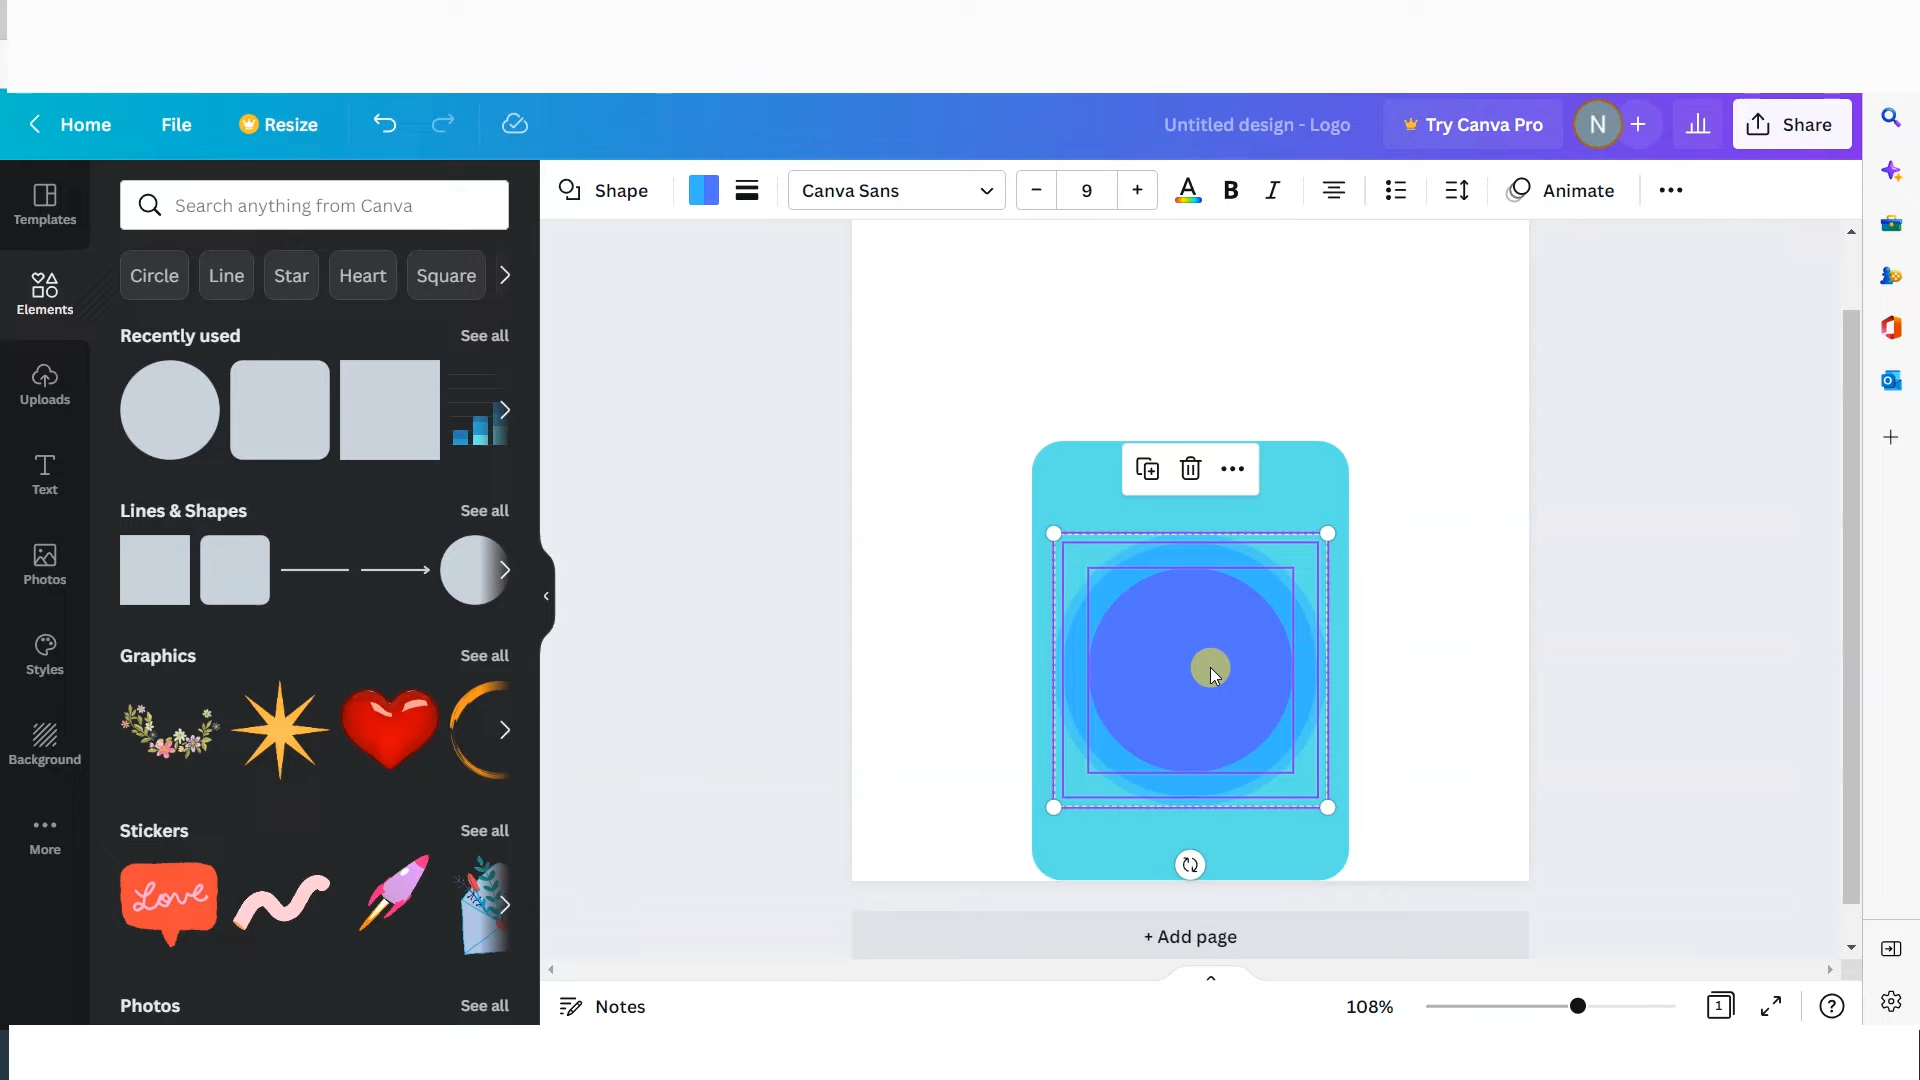 Home File Resize Untitled design - Logo Try Canva Pro N + Share
Templates
Elements
Uploads
Text
Photos
Styles
Background
More
Search anything from Canva
Circle Line Star Heart Square
Recently used See all
Lines & Shapes See all
Graphics See all
Stickers See all
Love
Photos See all
Shape Canva Sans - 9 + A B I Animate
+ Add page
Notes 108% 1 ?